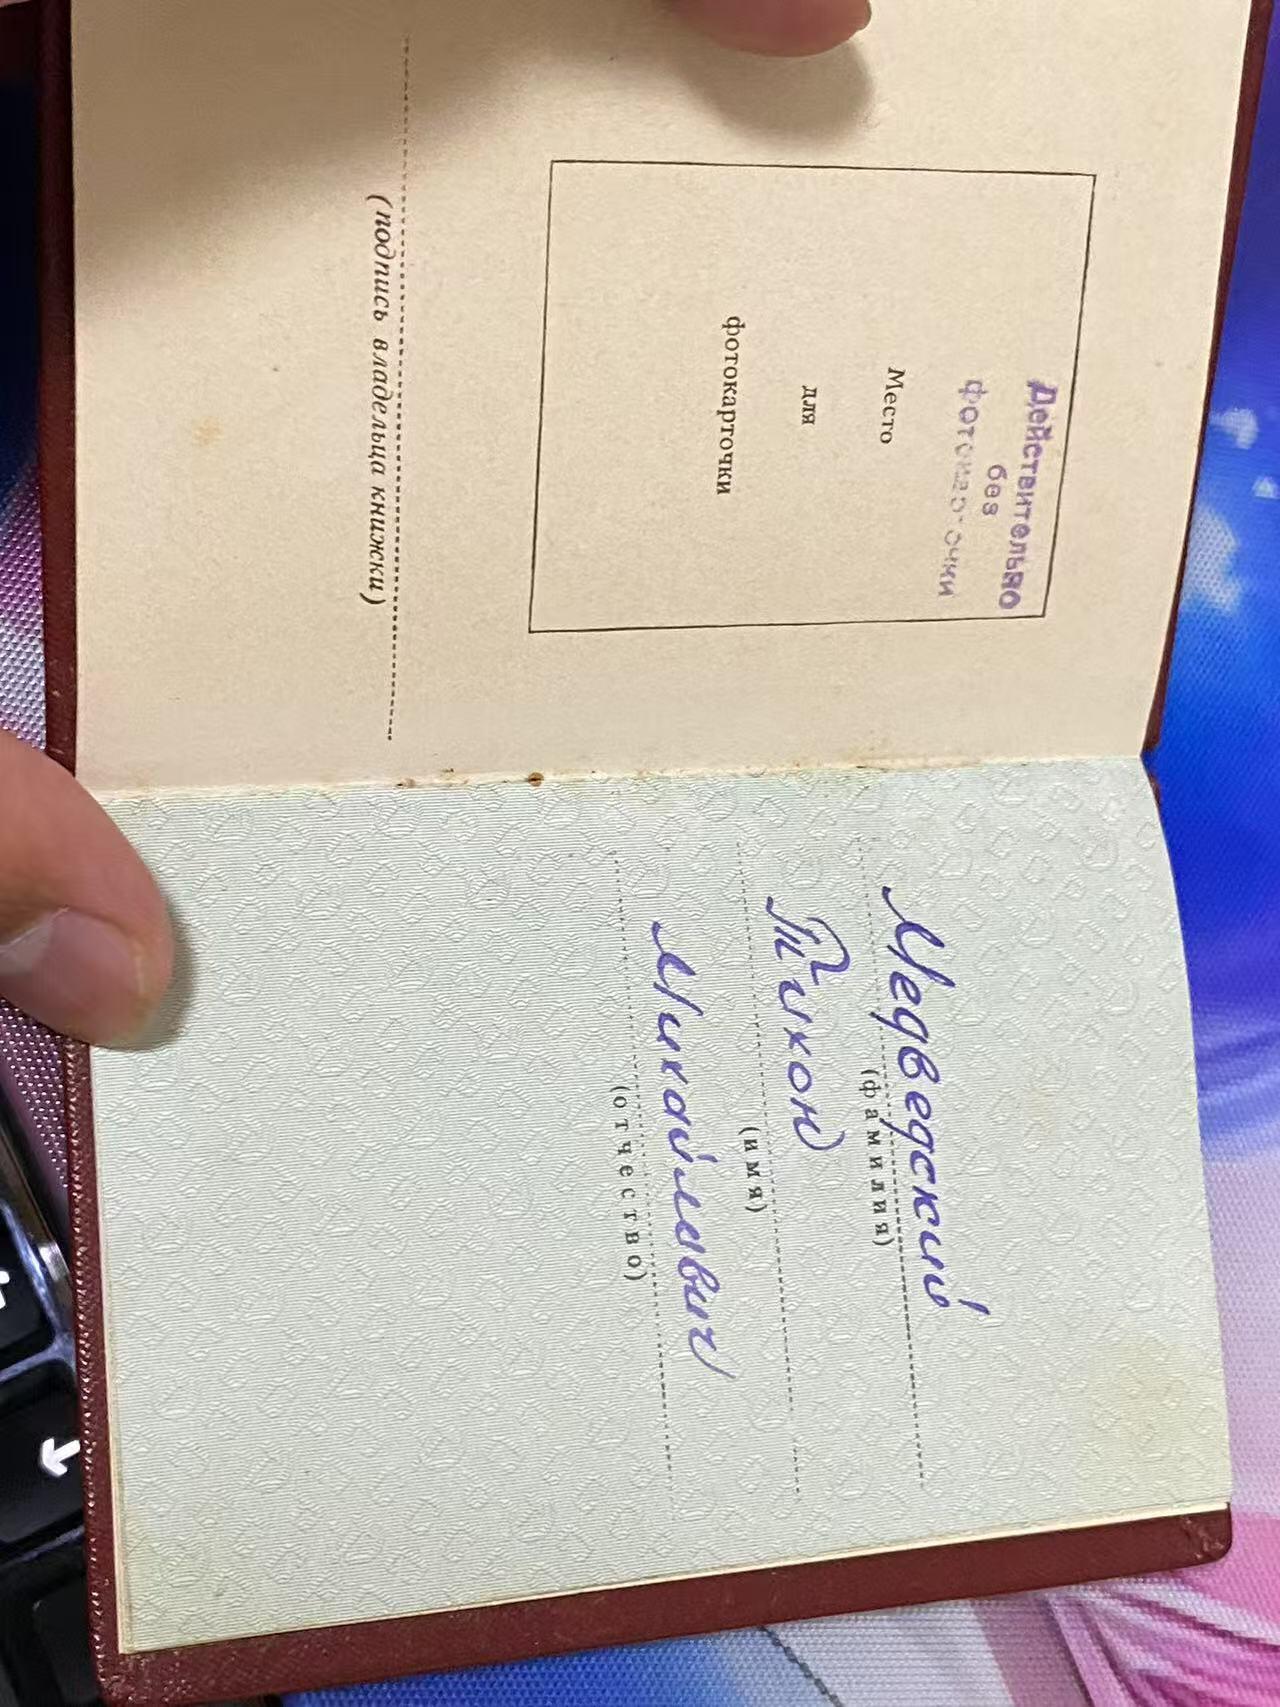 Действительно
без
фотокарточки
Место
для
фотокарточки
(подпись владельца книжки)
Медведский
(фамилия)
Тихон
(имя)
Михайлович
(отчество)